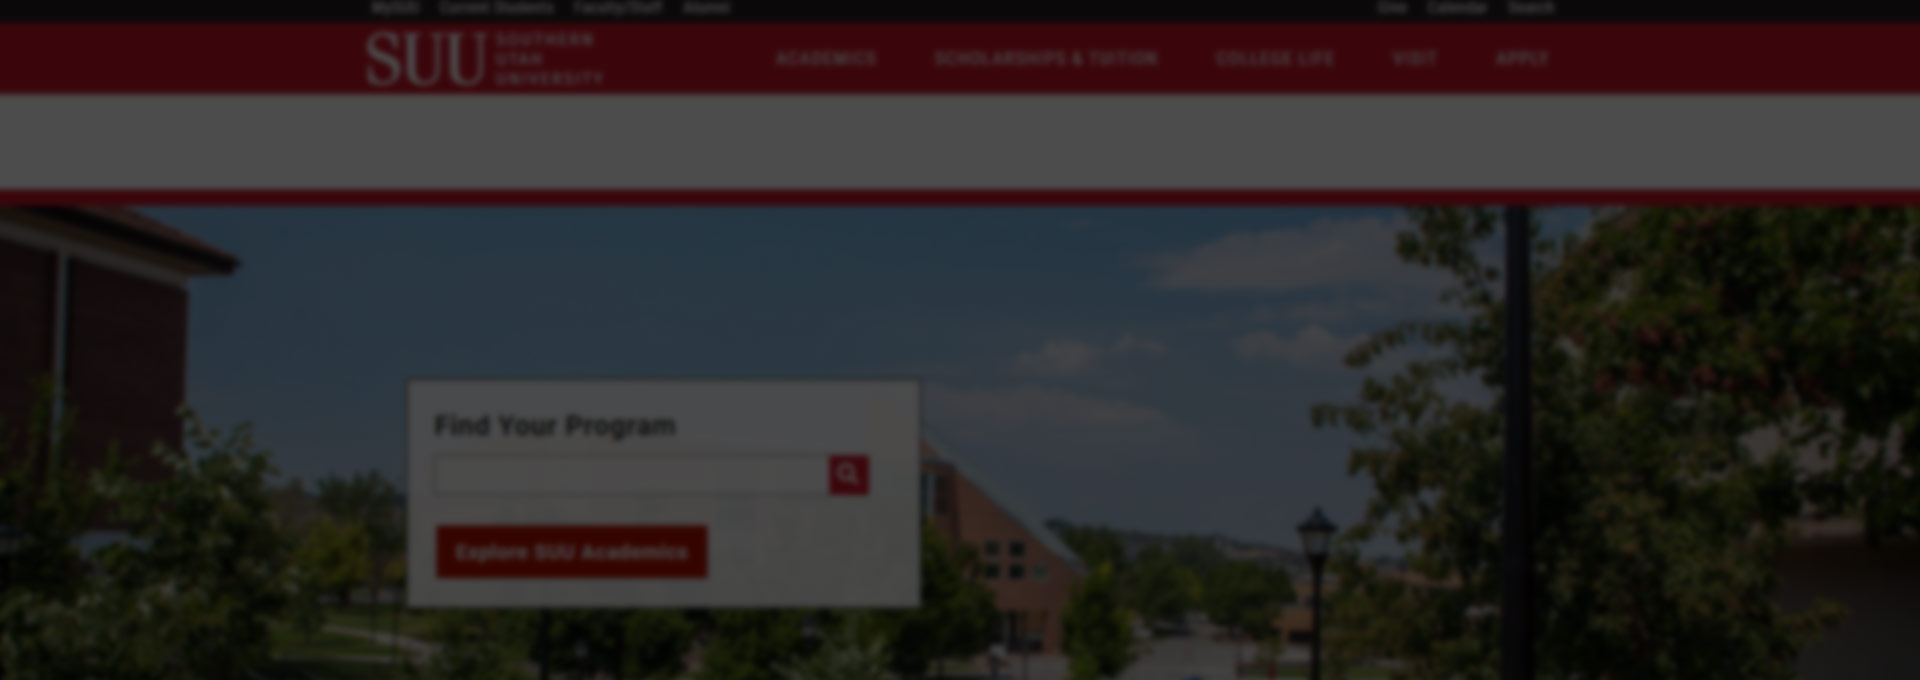 MySUU Current Students Faculty/Staff Alumni Give Calendar Search
SUU SOUTHERN UTAH UNIVERSITY
ACADEMICS SCHOLARSHIPS & TUITION COLLEGE LIFE VISIT APPLY
Find Your Program
Explore SUU Academics